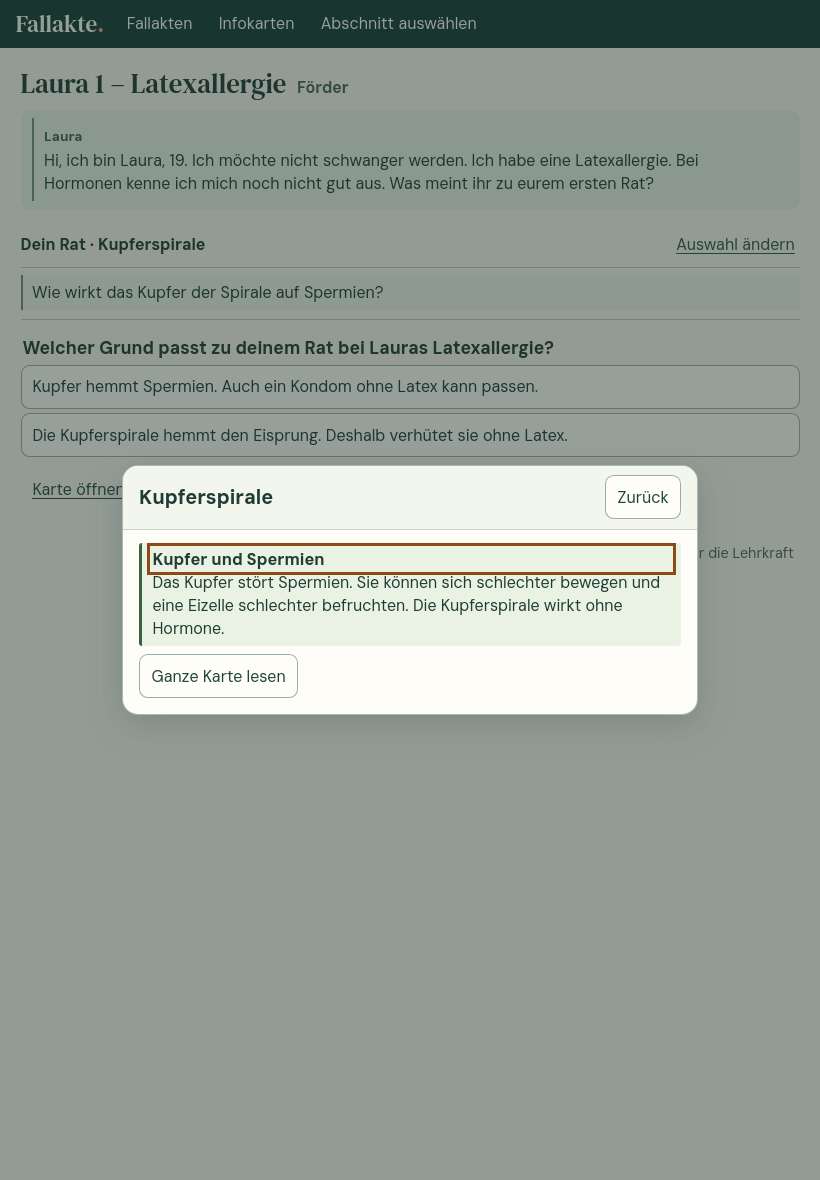 Fallakte.
Fallakten
Infokarten
Abschnitt auswählen
Laura 1 – Latexallergie Förder
Laura
Hi, ich bin Laura, 19. Ich möchte nicht schwanger werden. Ich habe eine Latexallergie. Bei
Hormonen kenne ich mich noch nicht gut aus. Was meint ihr zu eurem ersten Rat?
Dein Rat · Kupferspirale
Auswahl ändern
Wie wirkt das Kupfer der Spirale auf Spermien?
Welcher Grund passt zu deinem Rat bei Lauras Latexallergie?
Kupfer hemmt Spermien. Auch ein Kondom ohne Latex kann passen.
Die Kupferspirale hemmt den Eisprung. Deshalb verhütet sie ohne Latex.
Karte öffnen
Kupferspirale
Zurück
Kupfer und Spermien
Das Kupfer stört Spermien. Sie können sich schlechter bewegen und
eine Eizelle schlechter befruchten. Die Kupferspirale wirkt ohne
Hormone.
Ganze Karte lesen
die Lehrkraft